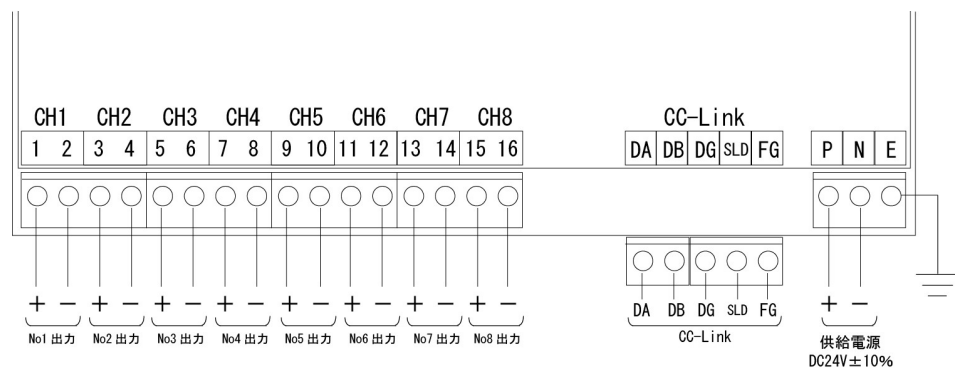 CH1 CH2 CH3 CH4 CH5 CH6 CH7 CH8 CC-Link
1 2 3 4 5 6 7 8 9 10 11 12 13 14 15 16 DA DB DG SLD FG P N E
+ − + − + − + − + − + − + − + − DA DB DG SLD FG + −
No1 出力 No2 出力 No3 出力 No4 出力 No5 出力 No6 出力 No7 出力 No8 出力 CC-Link 供給電源
DC24V±10%